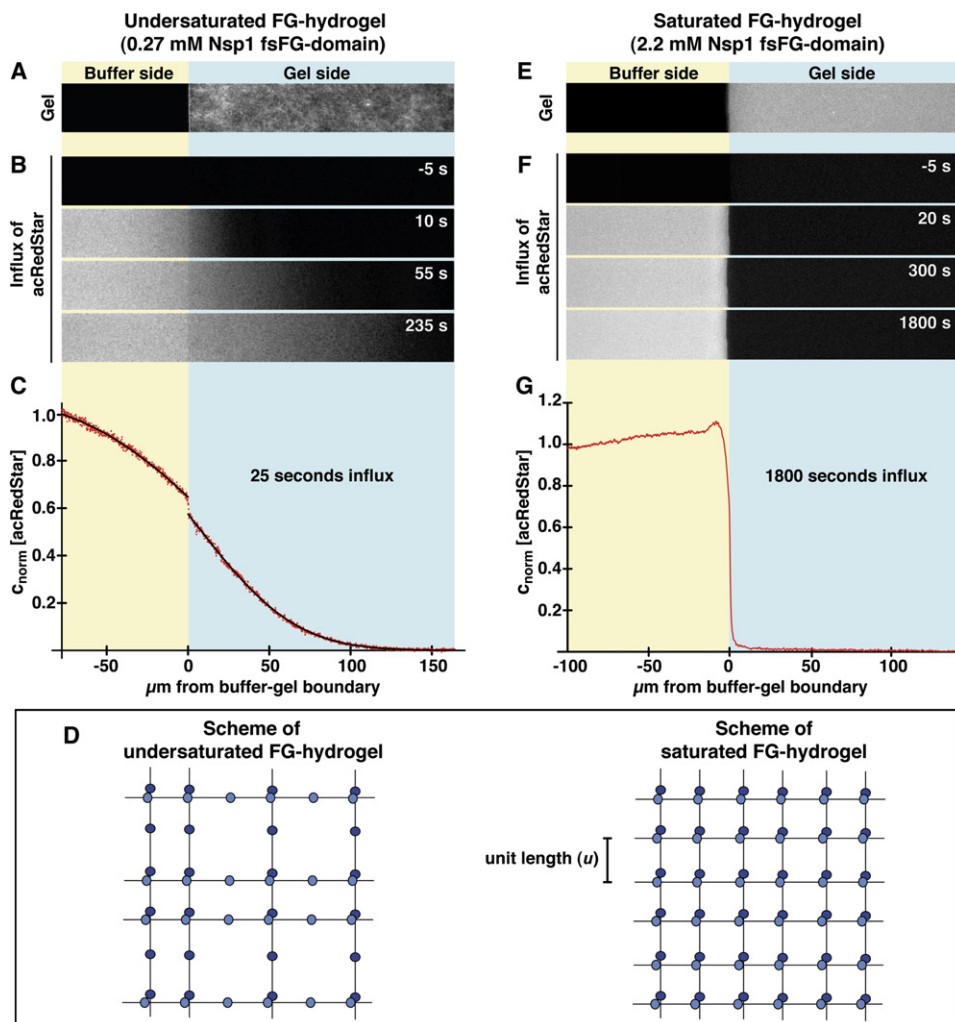 Undersaturated FG-hydrogel
(0.27 mM Nsp1 fsFG-domain)
A
Buffer side
Gel side
Gel
B
Influx of
acRedStar
-5 s
10 s
55 s
235 s
C
1.0
0.8
0.6
0.4
0.2
c_norm [acRedStar]
25 seconds influx
-50
0
50
100
150
µm from buffer-gel boundary
Saturated FG-hydrogel
(2.2 mM Nsp1 fsFG-domain)
E
Buffer side
Gel side
Gel
F
Influx of
acRedStar
-5 s
20 s
300 s
1800 s
G
1.2
1.0
0.8
0.6
0.4
0.2
c_norm [acRedStar]
1800 seconds influx
-100
-50
0
50
100
µm from buffer-gel boundary
D
Scheme of
undersaturated FG-hydrogel
Scheme of
saturated FG-hydrogel
unit length (u)